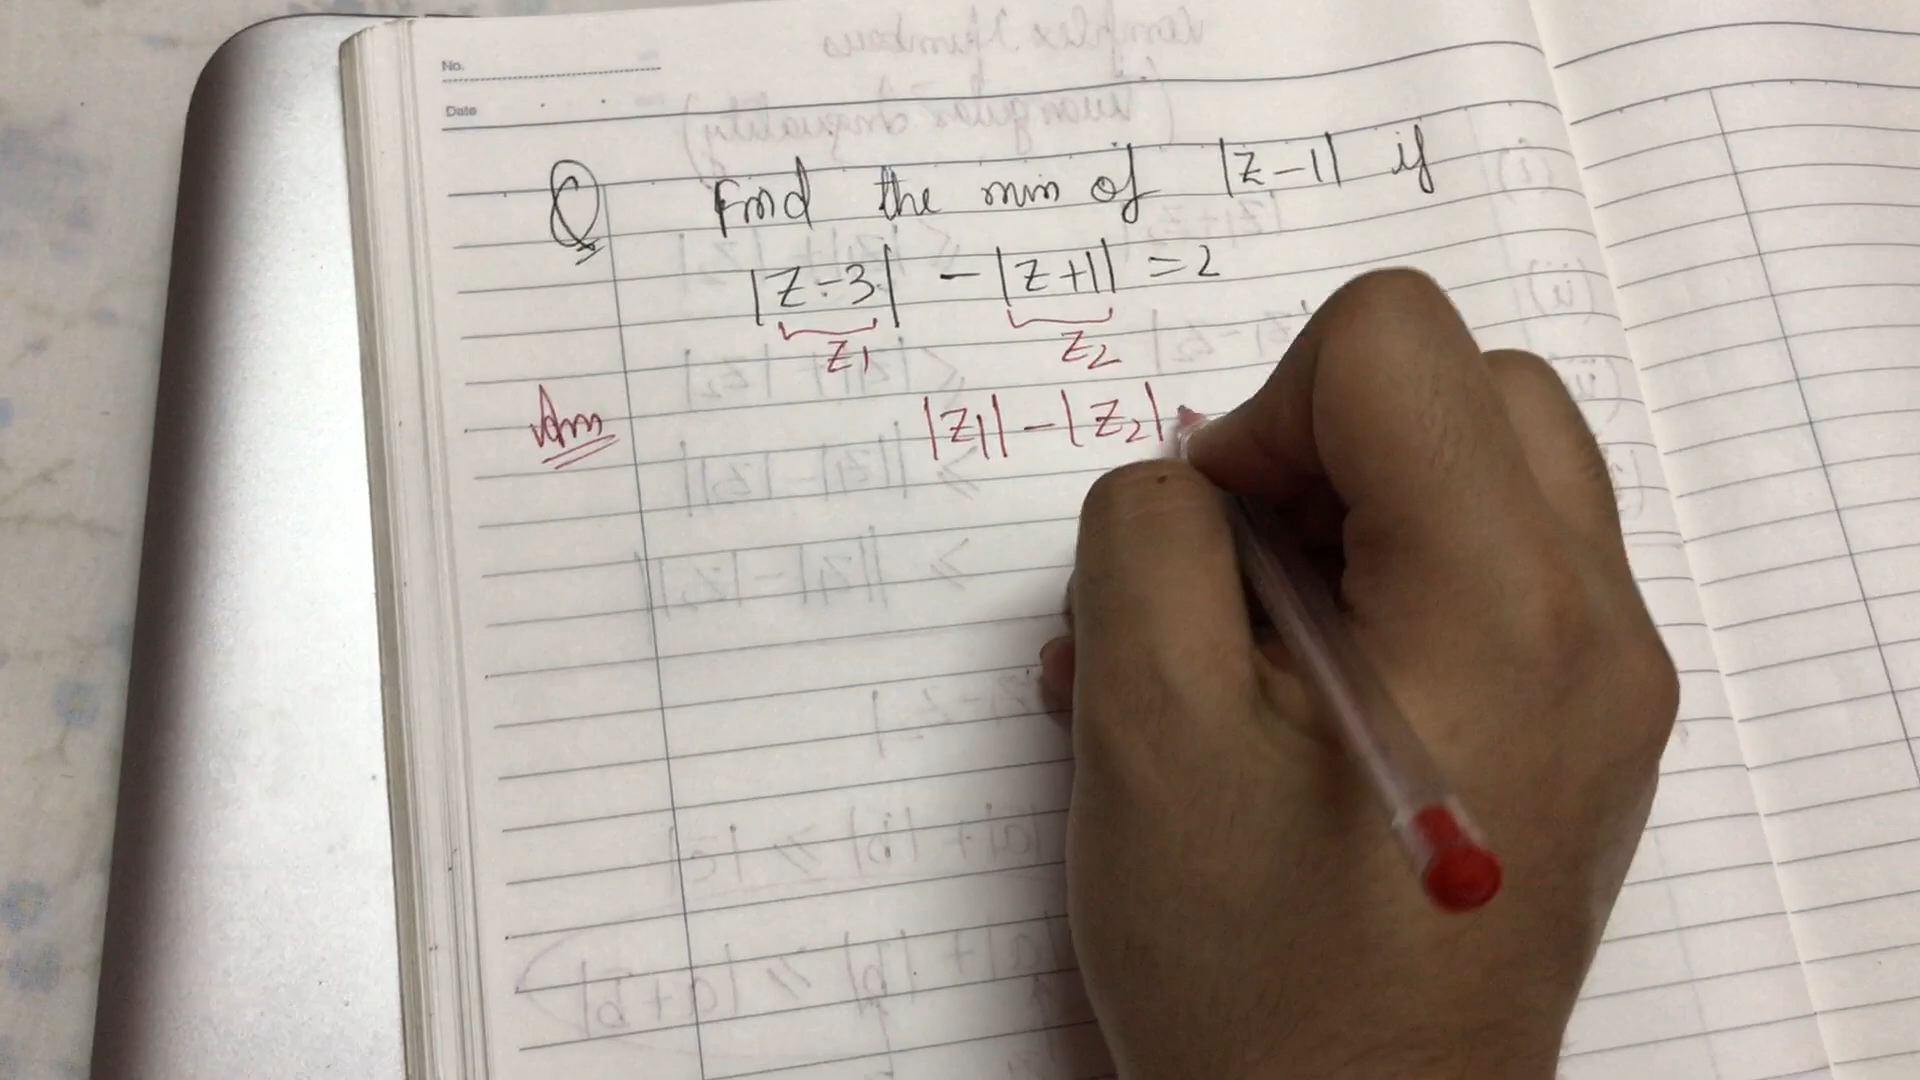 No.
Date
Q Find the min of |z-1| if
|z-3| - |z+1| = 2
z1 z2
Ans |z1| - |z2|